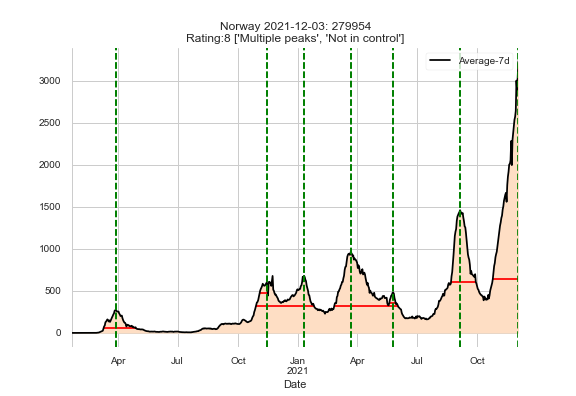 Norway 2021-12-03: 279954
Rating:8 ['Multiple peaks', 'Not in control']
Average-7d
3000
2500
2000
1500
1000
500
0
Apr Jul Oct Jan Apr Jul Oct
2021
Date